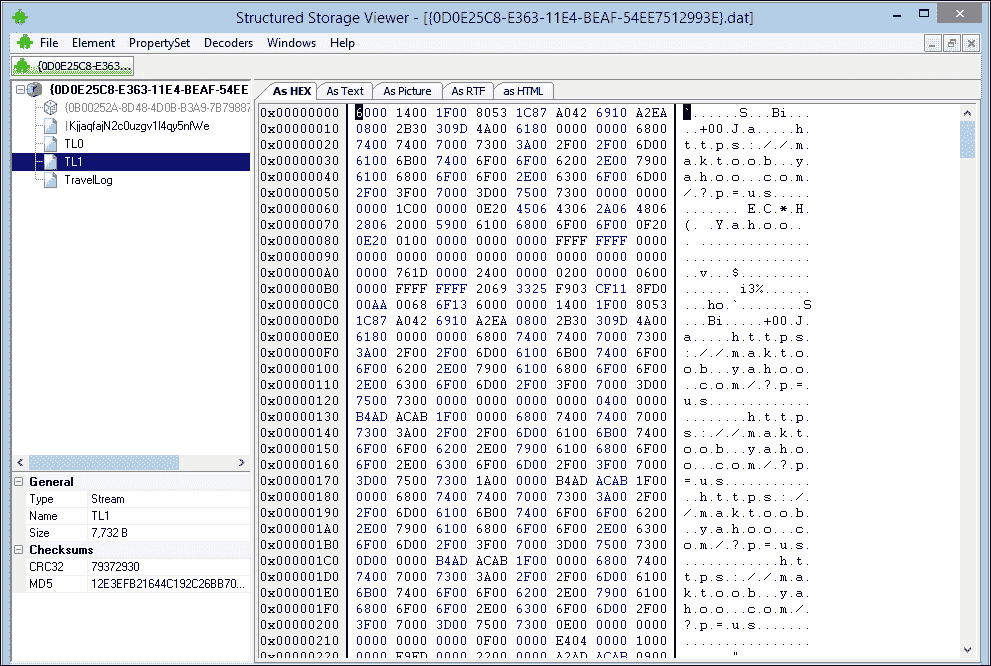 Structured Storage Viewer - [{0D0E25C8-E363-11E4-BEAF-54EE7512993E}.dat]
File Element PropertySet Decoders Windows Help
{0D0E25C8-E363...
{0D0E25C8-E363-11E4-BEAF-54EE
{0B00252A-8D48-4D0B-B3A9-7B79887
TL0
TL1
TravelLog
General
Type Stream
Name TL1
Size 7,732 B
Checksums
CRC32 79372930
MD5 12E3EFB21644C192C26BB70...
As HEX As Text As Picture As RTF as HTML
0x00000000 6000 1400 1F00 8053 1C87 A042 6910 A2EA `......S...Bi...
0x00000010 0800 2B30 309D 4A00 6180 0000 0000 6800 ..+00.J.a.....h.
0x00000020 7400 7400 7000 7300 3A00 2F00 2F00 6D00 t.t.p.s.:././.m.
0x00000030 6100 6B00 7400 6F00 6F00 6200 2E00 7900 a.k.t.o.o.b...y.
0x00000040 6100 6800 6F00 6F00 2E00 6300 6F00 6D00 a.h.o.o...c.o.m.
0x00000050 2F00 3F00 7000 3D00 7500 7300 0000 0000 /.?.p.=.u.s.....
0x00000060 0000 1C00 0000 0E20 4506 4306 2A06 4806 ....... E.C.*.H.
0x00000070 2806 2000 5900 6100 6800 6F00 6F00 0F20 (. .Y.a.h.o.o..
0x00000080 0E20 0100 0000 0000 0000 FFFF FFFF 0000 . ..............
0x00000090 0000 0000 0000 0000 0000 0000 0000 0000 ................
0x000000A0 0000 761D 0000 2400 0000 0200 0000 0600 ..v...$.........
0x000000B0 0000 FFFF FFFF 2069 3325 F903 CF11 8FD0 ...... i3%......
0x000000C0 00AA 0068 6F13 6000 0000 1400 1F00 8053 ...ho.`........S
0x000000D0 1C87 A042 6910 A2EA 0800 2B30 309D 4A00 ...Bi.....+00.J.
0x000000E0 6180 0000 0000 6800 7400 7400 7000 7300 a.....h.t.t.p.s.
0x000000F0 3A00 2F00 2F00 6D00 6100 6B00 7400 6F00 :././.m.a.k.t.o.
0x00000100 6F00 6200 2E00 7900 6100 6800 6F00 6F00 o.b...y.a.h.o.o.
0x00000110 2E00 6300 6F00 6D00 2F00 3F00 7000 3D00 ..c.o.m./.?.p.=.
0x00000120 7500 7300 0000 0000 0000 0000 0400 0000 u.s.............
0x00000130 B4AD ACAB 1F00 0000 6800 7400 7400 7000 ........h.t.t.p.
0x00000140 7300 3A00 2F00 2F00 6D00 6100 6B00 7400 s.:././.m.a.k.t.
0x00000150 6F00 6F00 6200 2E00 7900 6100 6800 6F00 o.o.b...y.a.h.o.
0x00000160 6F00 2E00 6300 6F00 6D00 2F00 3F00 7000 o...c.o.m./.?.p.
0x00000170 3D00 7500 7300 1A00 0000 B4AD ACAB 1F00 =.u.s...........
0x00000180 0000 6800 7400 7400 7000 7300 3A00 2F00 ..h.t.t.p.s.:./.
0x00000190 2F00 6D00 6100 6B00 7400 6F00 6F00 6200 /.m.a.k.t.o.o.b.
0x000001A0 2E00 7900 6100 6800 6F00 6F00 2E00 6300 ..y.a.h.o.o...c.
0x000001B0 6F00 6D00 2F00 3F00 7000 3D00 7500 7300 o.m./.?.p.=.u.s.
0x000001C0 0D00 0000 B4AD ACAB 1F00 0000 6800 7400 ............h.t.
0x000001D0 7400 7000 7300 3A00 2F00 2F00 6D00 6100 t.p.s.:././.m.a.
0x000001E0 6B00 7400 6F00 6F00 6200 2E00 7900 6100 k.t.o.o.b...y.a.
0x000001F0 6800 6F00 6F00 2E00 6300 6F00 6D00 2F00 h.o.o...c.o.m./.
0x00000200 3F00 7000 3D00 7500 7300 0E00 0000 0000 ?.p.=.u.s.......
0x00000210 0000 0000 0000 0F00 0000 E404 0000 1000 ................